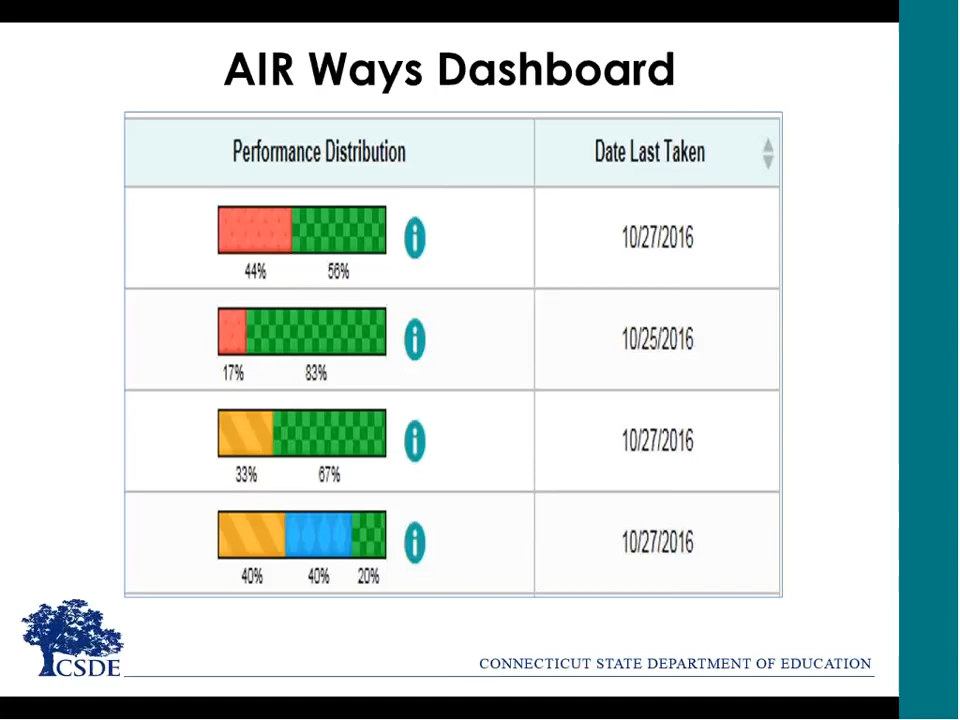 AIR Ways Dashboard
Performance Distribution Date Last Taken
44% 56% 10/27/2016
17% 83% 10/25/2016
33% 67% 10/27/2016
40% 40% 20% 10/27/2016
CSDE
CONNECTICUT STATE DEPARTMENT OF EDUCATION